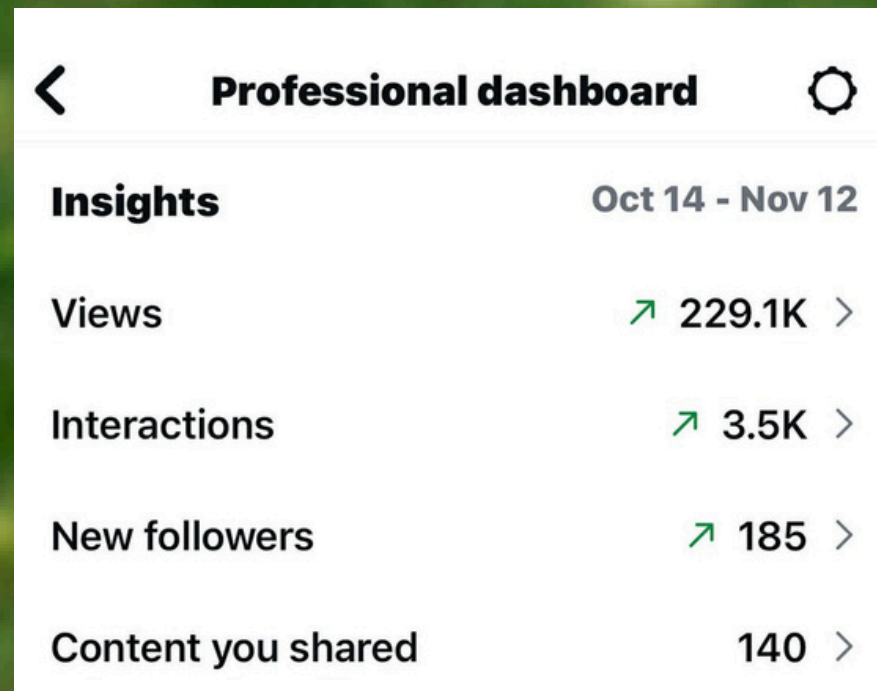 Professional dashboard
Insights Oct 14 - Nov 12
Views 229.1K
Interactions 3.5K
New followers 185
Content you shared 140